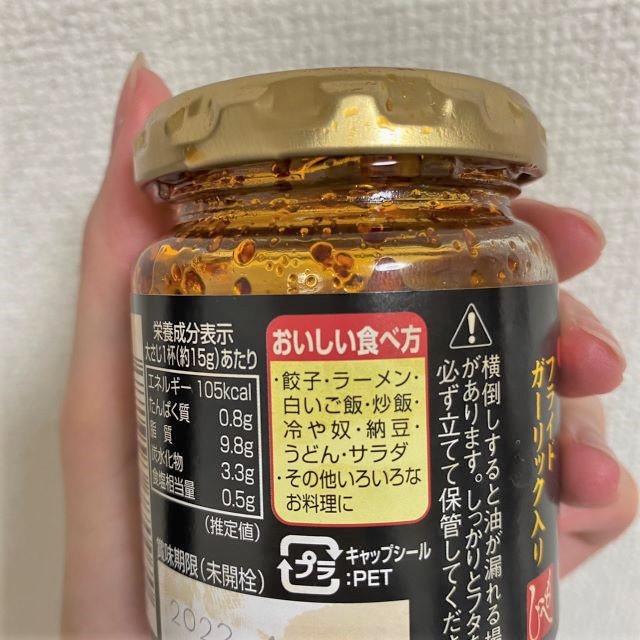 栄養成分表示
大さじ1杯(約15g)あたり
エネルギー 105kcal
たんぱく質 0.8g
脂質 9.8g
炭水化物 3.3g
食塩相当量 0.5g
(推定値)
賞味期限(未開栓)
2022
おいしい食べ方
・餃子・ラーメン・
白いご飯・炒飯・
冷や奴・納豆・
うどん・サラダ
・その他いろいろな
お料理に
プラ
キャップシール
:PET
横倒しすると油が漏れる場
があります。しっかりとフタを
必ず立てて保管してくだ
フライド
ガーリック入り